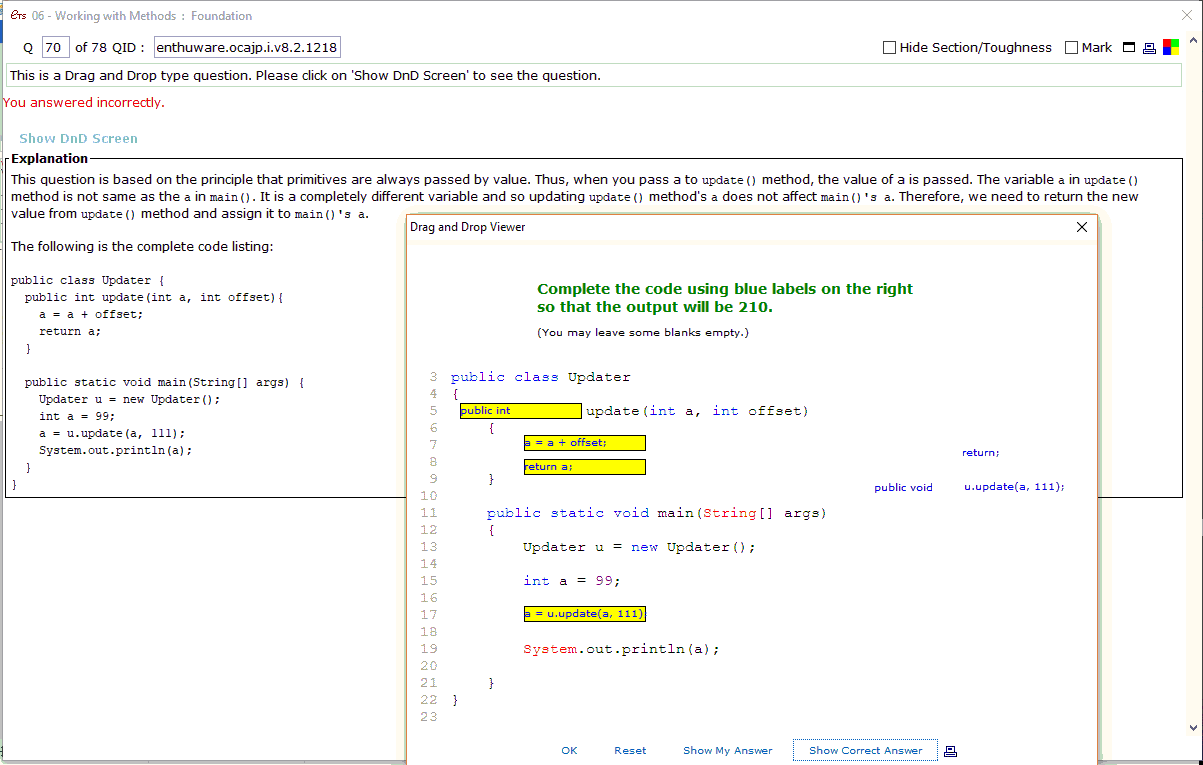 eTs 06 - Working with Methods : Foundation
Q 70 of 78 QID : enthuware.ocajp.i.v8.2.1218 Hide Section/Toughness Mark
This is a Drag and Drop type question. Please click on 'Show DnD Screen' to see the question.
You answered incorrectly.
Show DnD Screen
Explanation
This question is based on the principle that primitives are always passed by value. Thus, when you pass a to update() method, the value of a is passed. The variable a in update()
method is not same as the a in main(). It is a completely different variable and so updating update() method's a does not affect main()'s a. Therefore, we need to return the new
value from update() method and assign it to main()'s a.
The following is the complete code listing:
public class Updater {
public int update(int a, int offset){
a = a + offset;
return a;
}
public static void main(String[] args) {
Updater u = new Updater();
int a = 99;
a = u.update(a, 111);
System.out.println(a);
}
}
Drag and Drop Viewer
Complete the code using blue labels on the right
so that the output will be 210.
(You may leave some blanks empty.)
3 public class Updater
4 {
5 public int update(int a, int offset)
6 {
7 a = a + offset;
8 return a;
9 }
10
11 public static void main(String[] args)
12 {
13 Updater u = new Updater();
14
15 int a = 99;
16
17 a = u.update(a, 111);
18
19 System.out.println(a);
20
21 }
22 }
23
return;
public void u.update(a, 111);
OK Reset Show My Answer Show Correct Answer